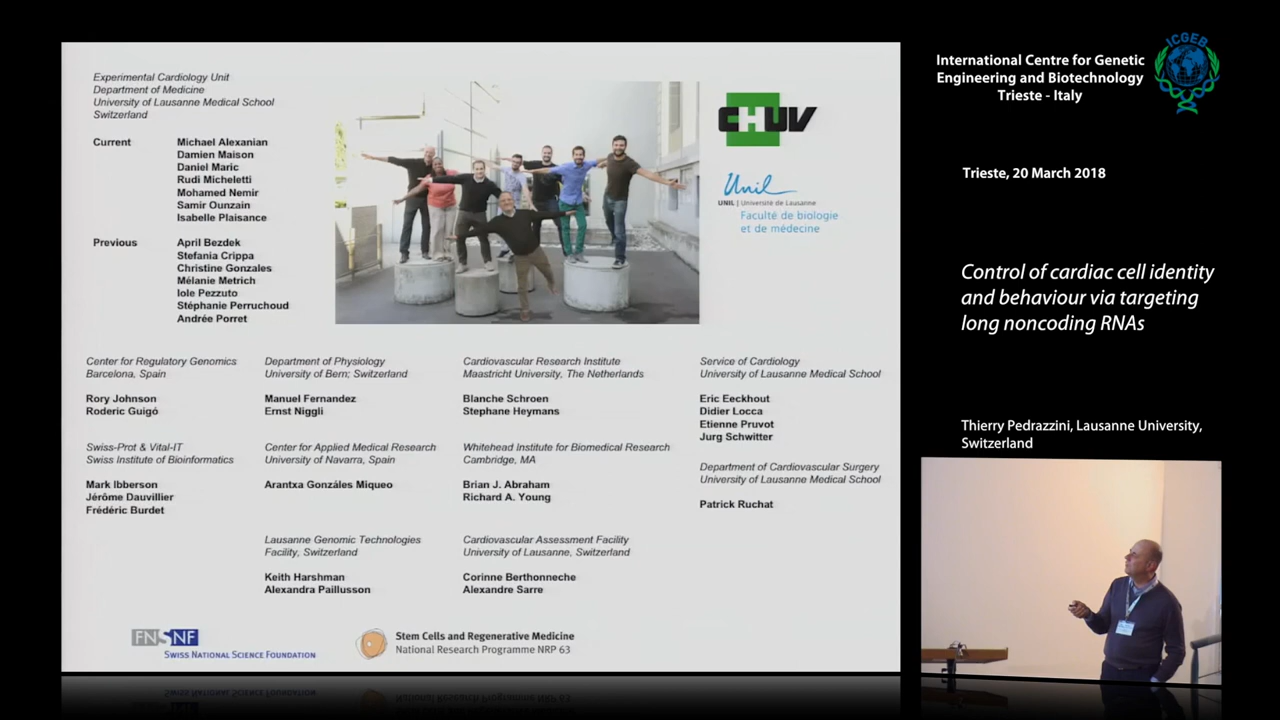 Experimental Cardiology Unit
Department of Medicine
University of Lausanne Medical School
Switzerland
Current
Michael Alexanian
Damien Maison
Daniel Maric
Rudi Micheletti
Mohamed Nemir
Samir Ounzain
Isabelle Plaisance
Previous
April Bezdek
Stefania Crippa
Christine Gonzales
Mélanie Metrich
Iole Pezzuto
Stéphanie Perruchoud
Andrée Porret
CHUV
Unil
UNIL | Université de Lausanne
Faculté de biologie
et de médecine
Center for Regulatory Genomics
Barcelona, Spain
Rory Johnson
Roderic Guigó
Department of Physiology
University of Bern; Switzerland
Manuel Fernandez
Ernst Niggli
Cardiovascular Research Institute
Maastricht University, The Netherlands
Blanche Schroen
Stephane Heymans
Service of Cardiology
University of Lausanne Medical School
Eric Eeckhout
Didier Locca
Etienne Pruvot
Jurg Schwitter
Swiss-Prot & Vital-IT
Swiss Institute of Bioinformatics
Mark Ibberson
Jérôme Dauvillier
Frédéric Burdet
Center for Applied Medical Research
University of Navarra, Spain
Arantxa Gonzáles Miqueo
Whitehead Institute for Biomedical Research
Cambridge, MA
Brian J. Abraham
Richard A. Young
Department of Cardiovascular Surgery
University of Lausanne Medical School
Patrick Ruchat
Lausanne Genomic Technologies
Facility, Switzerland
Keith Harshman
Alexandra Paillusson
Cardiovascular Assessment Facility
University of Lausanne, Switzerland
Corinne Berthonneche
Alexandre Sarre
FNSNF
SWISS NATIONAL SCIENCE FOUNDATION
Stem Cells and Regenerative Medicine
National Research Programme NRP 63
International Centre for Genetic
Engineering and Biotechnology
Trieste - Italy
ICGEB
Trieste, 20 March 2018
Control of cardiac cell identity
and behaviour via targeting
long noncoding RNAs
Thierry Pedrazzini, Lausanne University,
Switzerland